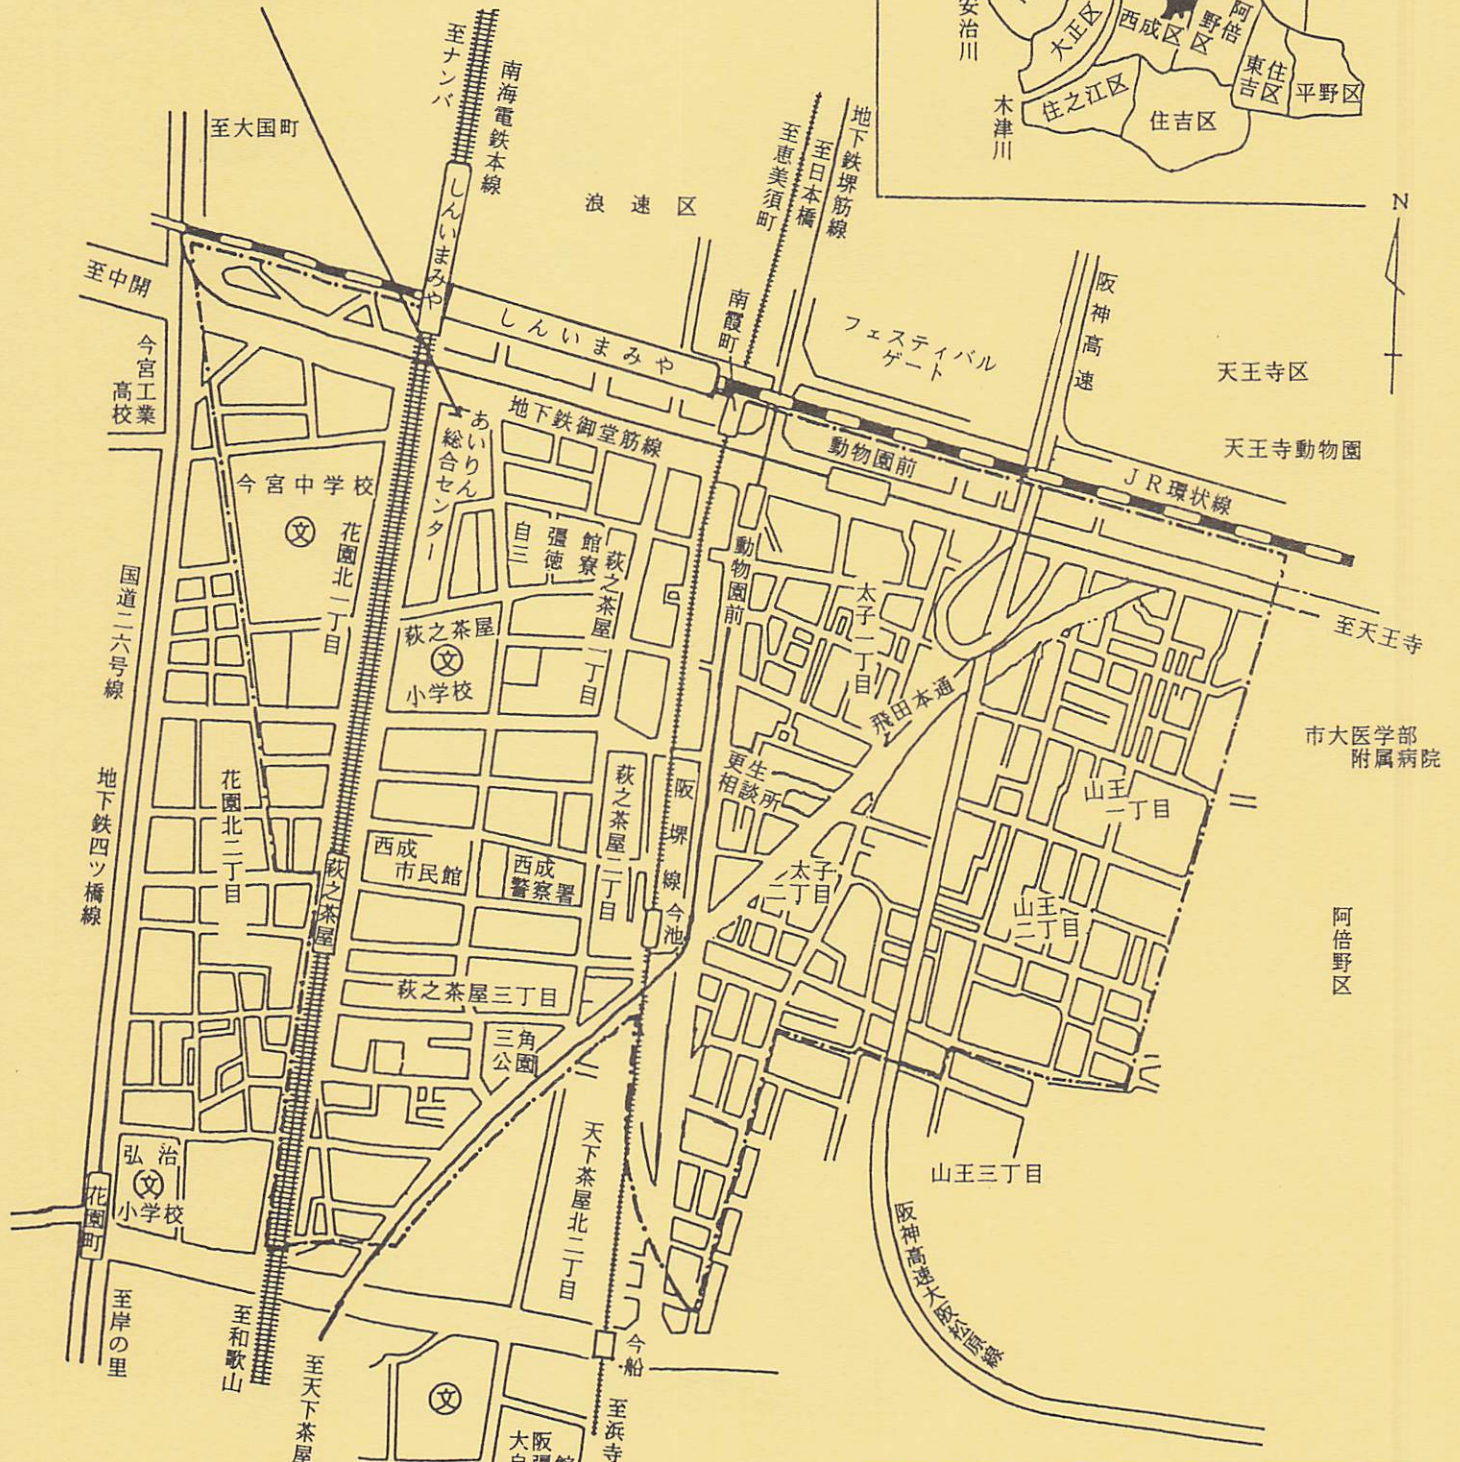 安治川
大正区
西成区
阿倍野区
東住吉区
平野区
住之江区
住吉区
木津川
N
至ナンバ
南海電鉄本線
至大国町
しんいまみや
浪速区
至恵美須町
至日本橋
地下鉄堺筋線
至中開
今宮工業高校
しんいまみや
南霞町
フェスティバル
ゲート
阪神高速
天王寺区
天王寺動物園
地下鉄御堂筋線
動物園前
JR環状線
あいりん
総合センター
今宮中学校
文
花園北一丁目
自彊館
三徳寮
萩之茶屋一丁目
動物園前
太子一丁目
至天王寺
国道二六号線
萩之茶屋
文
小学校
飛田本通
市大医学部
附属病院
更生
相談所
山王
一丁目
地下鉄四ツ橋線
花園北二丁目
萩之茶屋
西成
市民館
西成
警察署
萩之茶屋二丁目
阪堺線
今池
太子
二丁目
山王
二丁目
阿倍野区
萩之茶屋三丁目
三角
公園
弘治
文
小学校
花園町
天下茶屋北二丁目
山王三丁目
阪神高速大阪松原線
至岸の里
至和歌山
至天下茶屋
今船
至浜寺
文
大阪